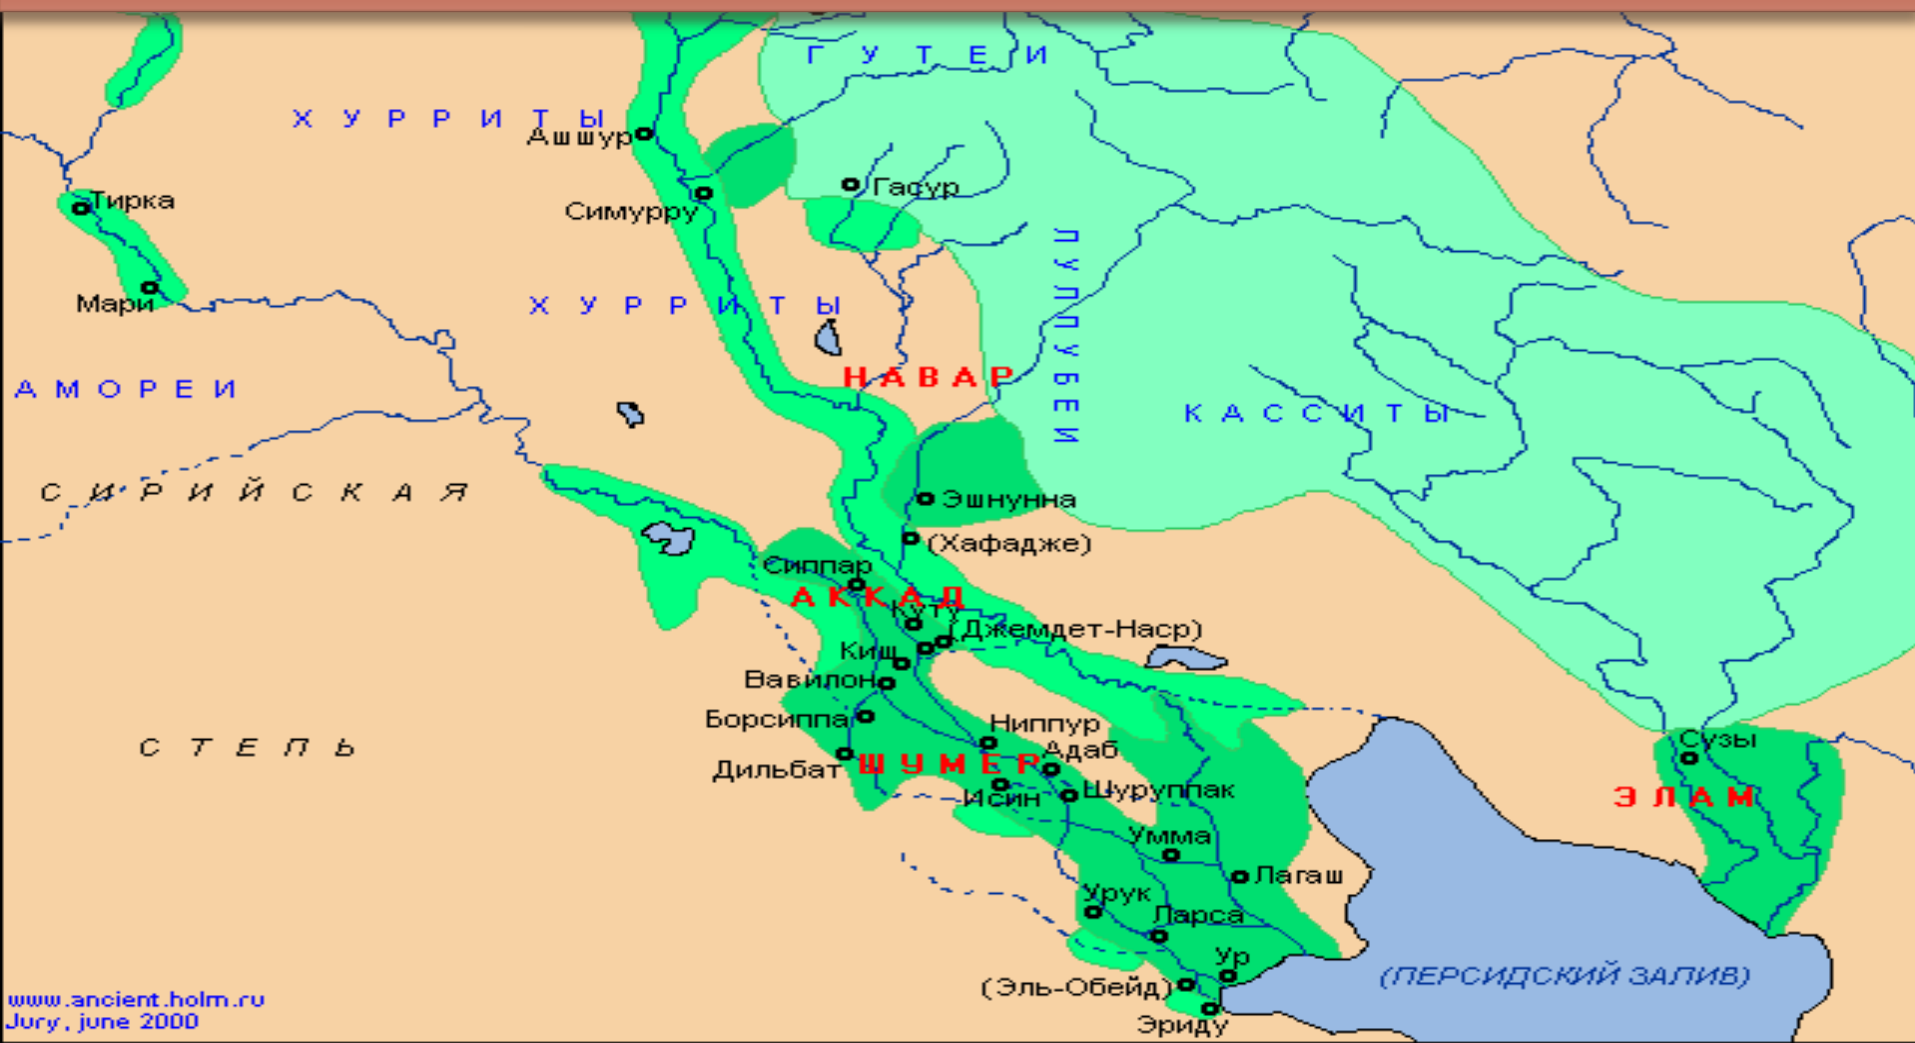 ГУТЕИ
ХУРРИТЫ
Ашшур
Тирка
Гасур
Симурру
ЛУЛЛУБЕИ
Мари
ХУРРИТЫ
НАВАР
АМОРЕИ
КАССИТЫ
СИРИЙСКАЯ
Эшнунна
(Хафадже)
Сиппар
АККАД
Куту
(Джемдет-Наср)
Киш
Вавилон
Борсиппа
Ниппур
Сузы
СТЕПЬ
Адаб
Дильбат
ШУМЕР
Исин
Шуруппак
ЭЛАМ
Умма
Лагаш
Урук
Ларса
Ур
(ПЕРСИДСКИЙ ЗАЛИВ)
(Эль-Обейд)
Эриду
www.ancient.holm.ru
Jury, june 2000